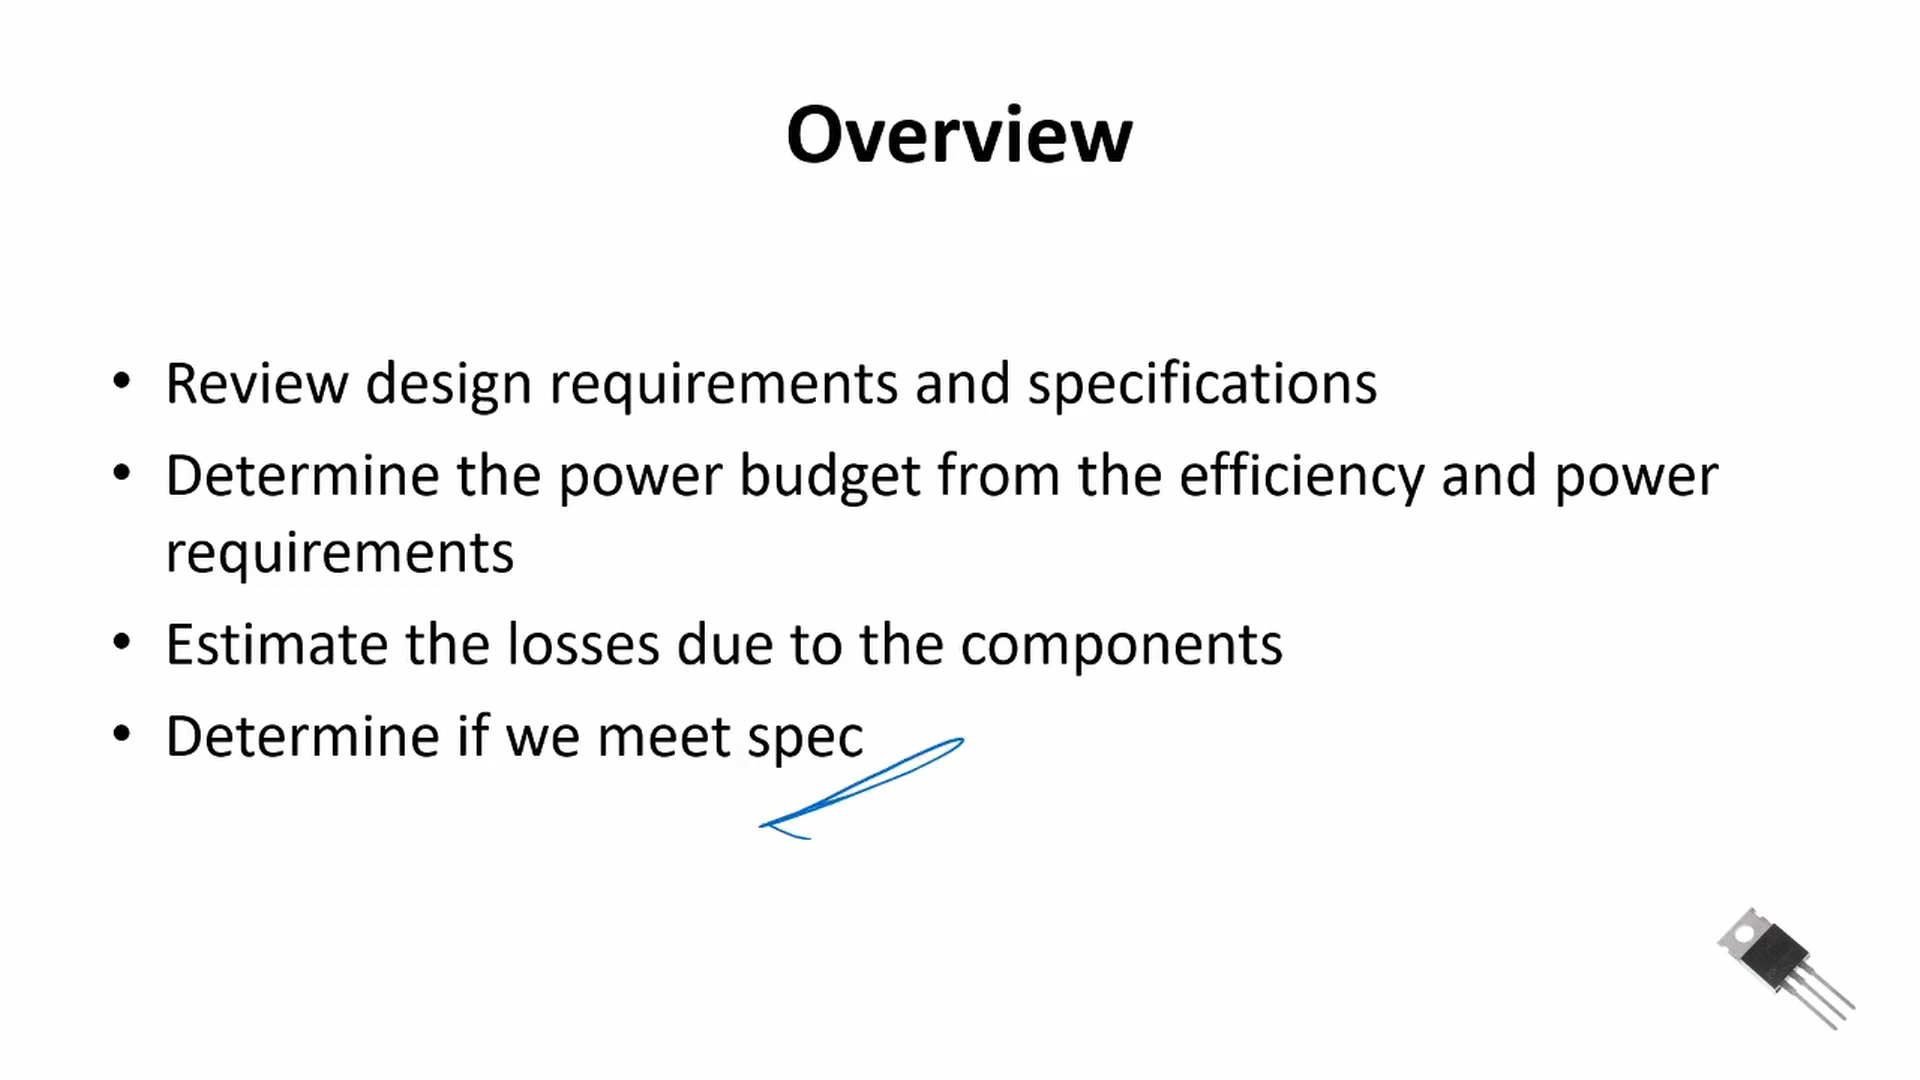 Overview
• Review design requirements and specifications
• Determine the power budget from the efficiency and power
requirements
• Estimate the losses due to the components
• Determine if we meet spec